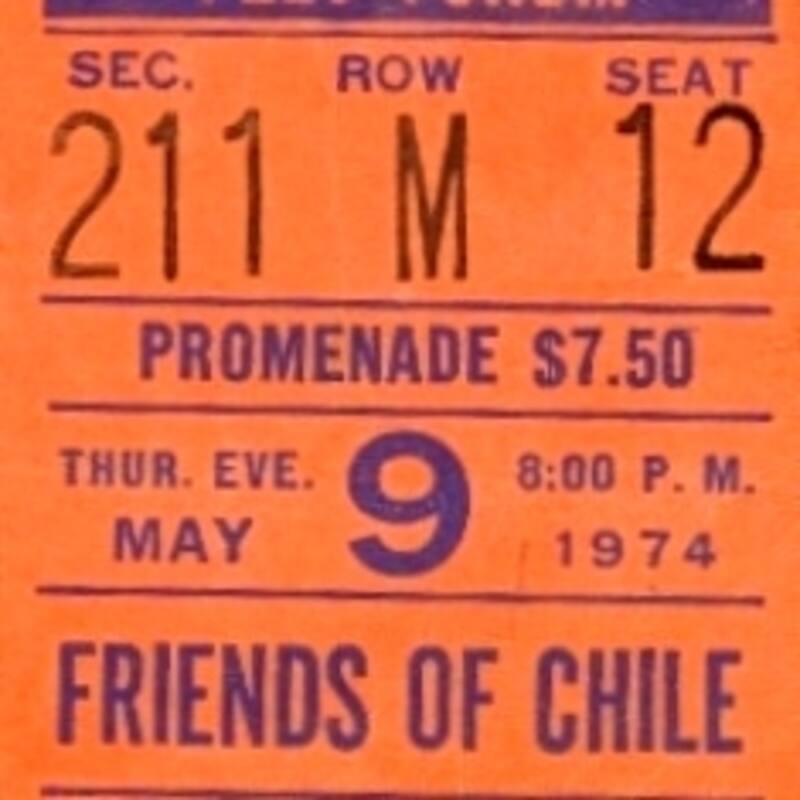 SEC. ROW SEAT
211 M 12
PROMENADE $7.50
THUR. EVE. 9 8:00 P. M.
MAY 1974
FRIENDS OF CHILE